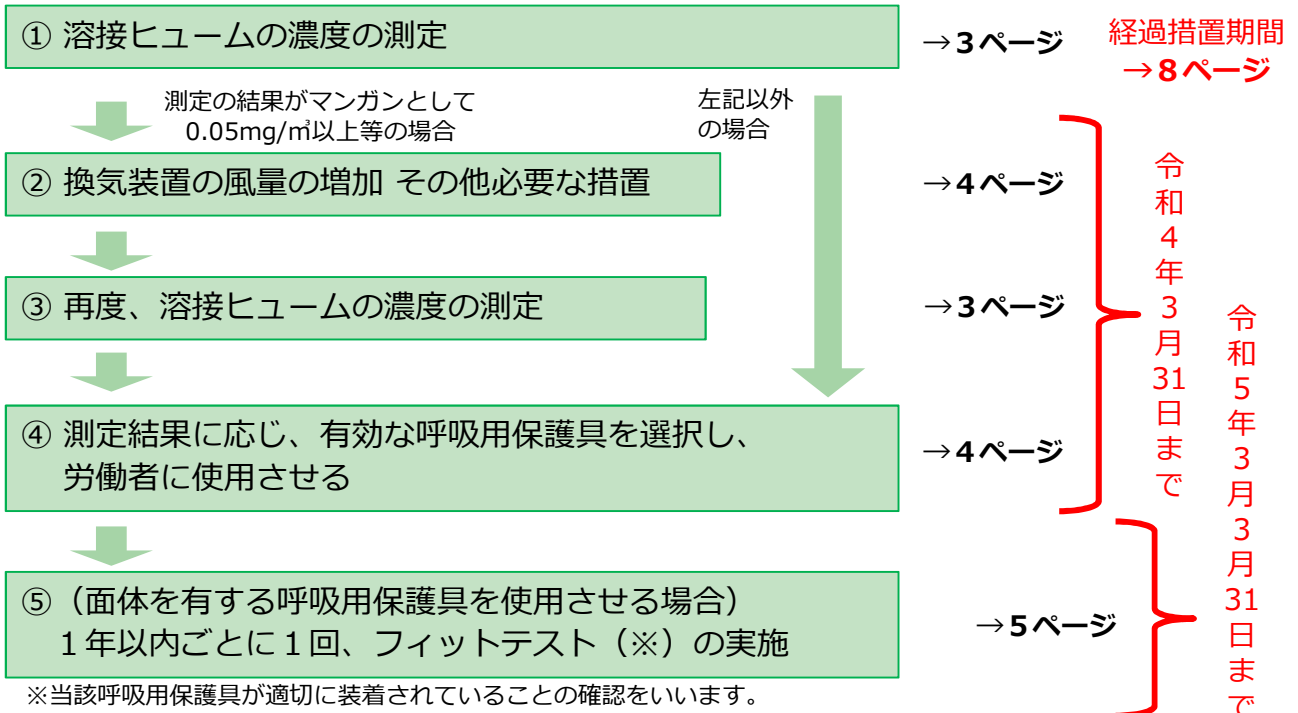 ① 溶接ヒュームの濃度の測定
→3ページ
経過措置期間
→8ページ
測定の結果がマンガンとして
0.05mg/㎥以上等の場合
左記以外
の場合
② 換気装置の風量の増加 その他必要な措置
→4ページ
③ 再度、溶接ヒュームの濃度の測定
→3ページ
④ 測定結果に応じ、有効な呼吸用保護具を選択し、
労働者に使用させる
→4ページ
令和4年3月31日まで
⑤（面体を有する呼吸用保護具を使用させる場合）
１年以内ごとに１回、フィットテスト（※）の実施
→5ページ
令和5年3月3月31日まで
※当該呼吸用保護具が適切に装着されていることの確認をいいます。